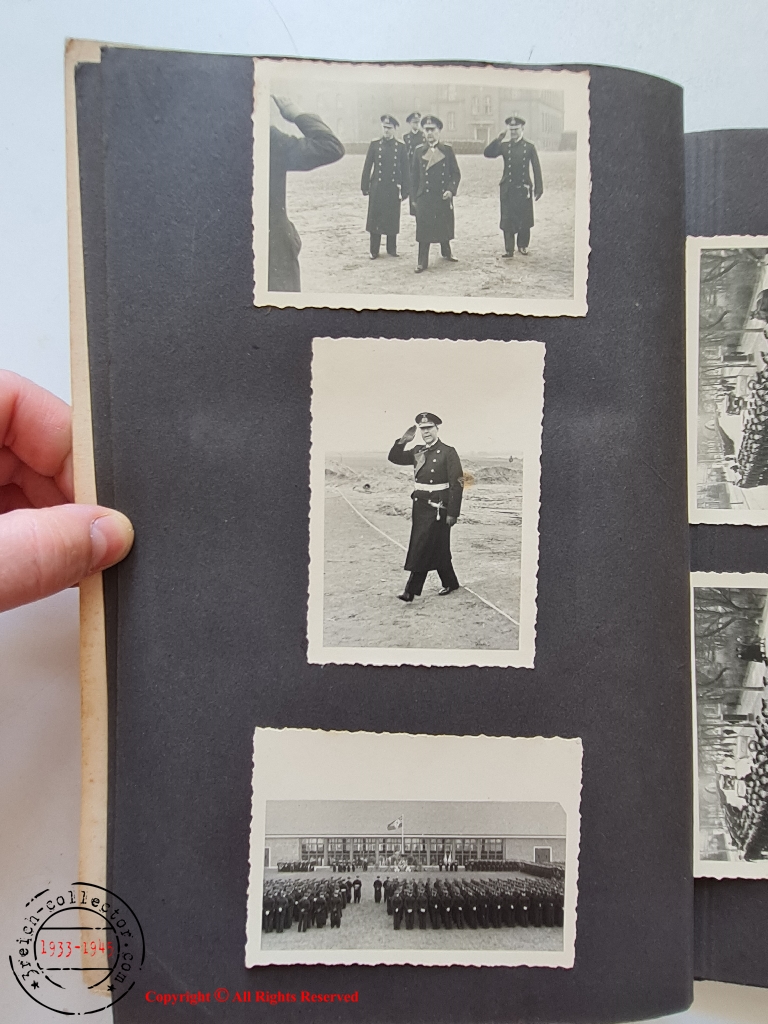 *3reich-collector.com*
1933-1945
Copyright © All Rights Reserved